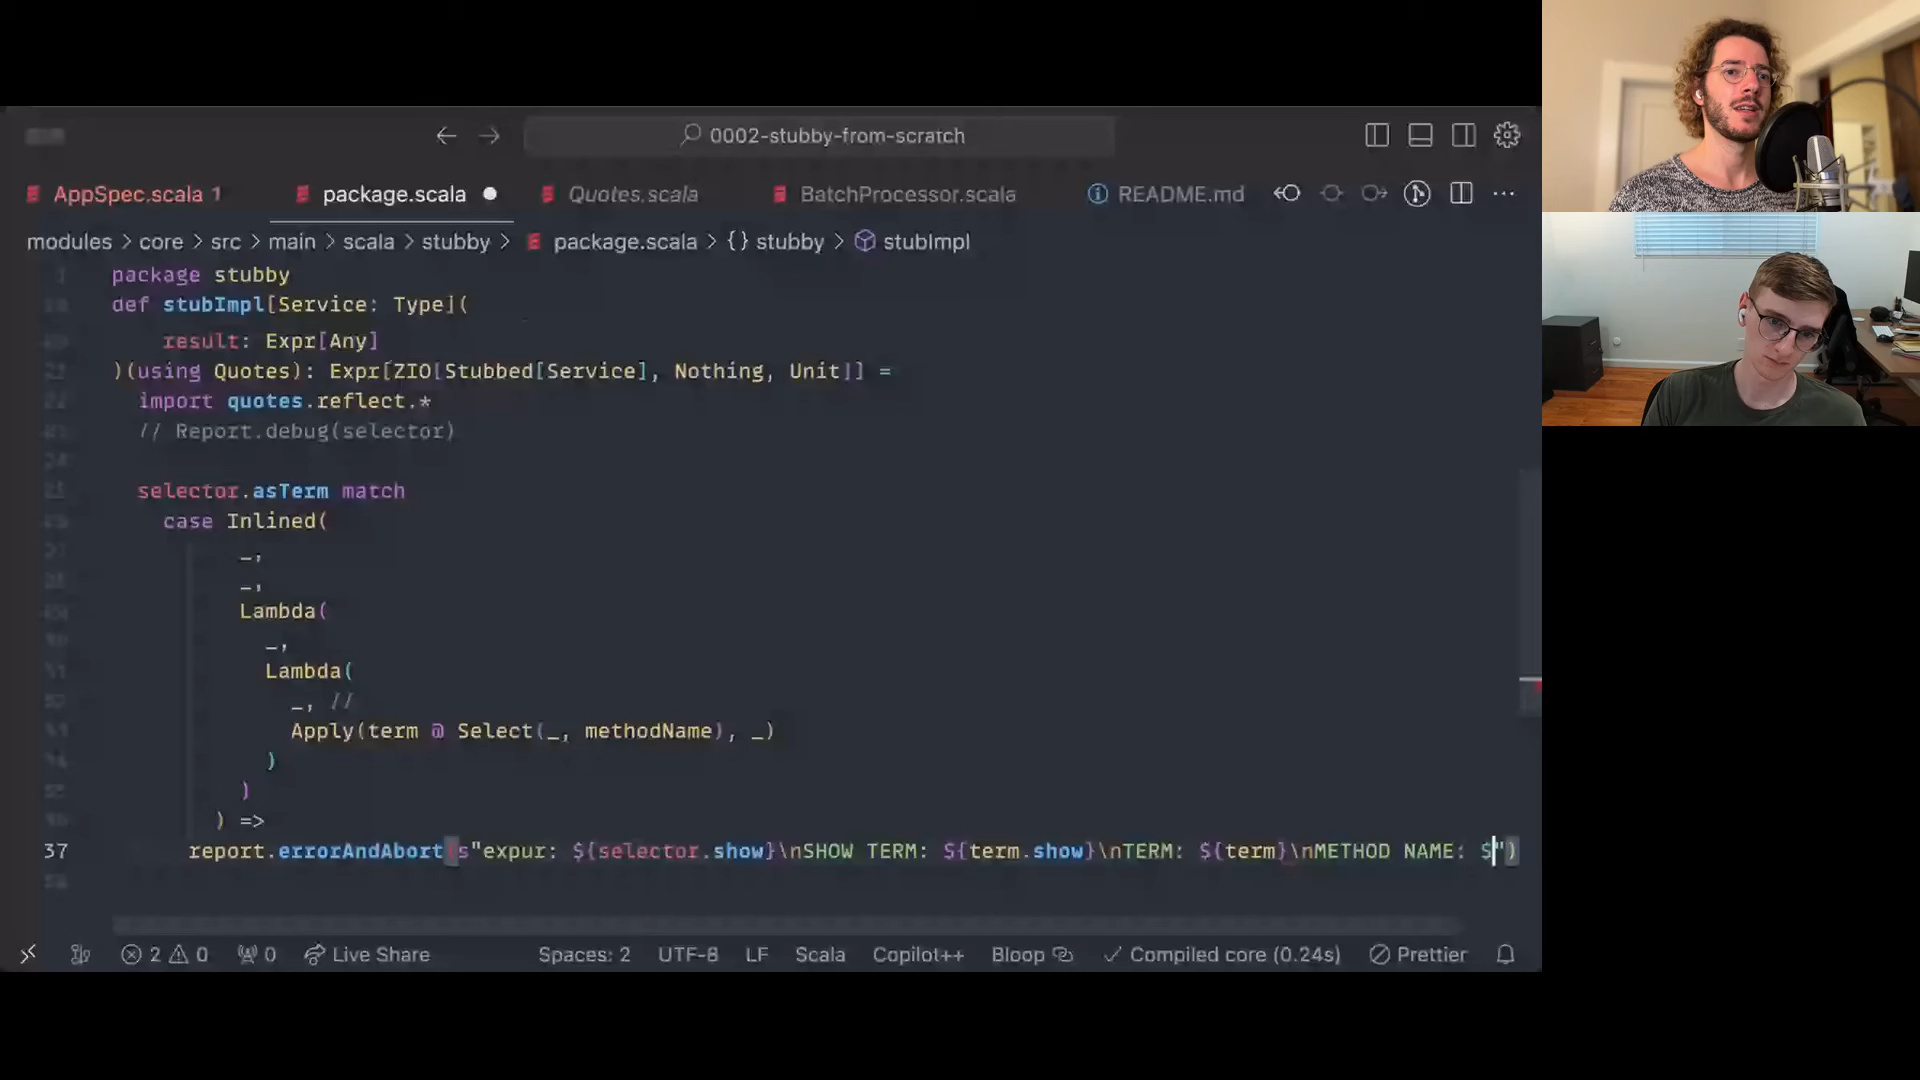 0002-stubby-from-scratch
AppSpec.scala 1 package.scala Quotes.scala BatchProcessor.scala README.md
modules > core > src > main > scala > stubby > package.scala > {} stubby > stubImpl
package stubby
def stubImpl[Service: Type](
result: Expr[Any]
)(using Quotes): Expr[ZIO[Stubbed[Service], Nothing, Unit]] =
import quotes.reflect.*
// Report.debug(selector)
selector.asTerm match
case Inlined(
_,
_,
Lambda(
_,
Lambda(
_, //
Apply(term @ Select(_, methodName), _)
)
)
) =>
37 report.errorAndAbort(s"expur: ${selector.show}\nSHOW TERM: ${term.show}\nTERM: ${term}\nMETHOD NAME: $")
2 0 0 Live Share Spaces: 2 UTF-8 LF Scala Copilot++ Bloop Compiled core (0.24s) Prettier